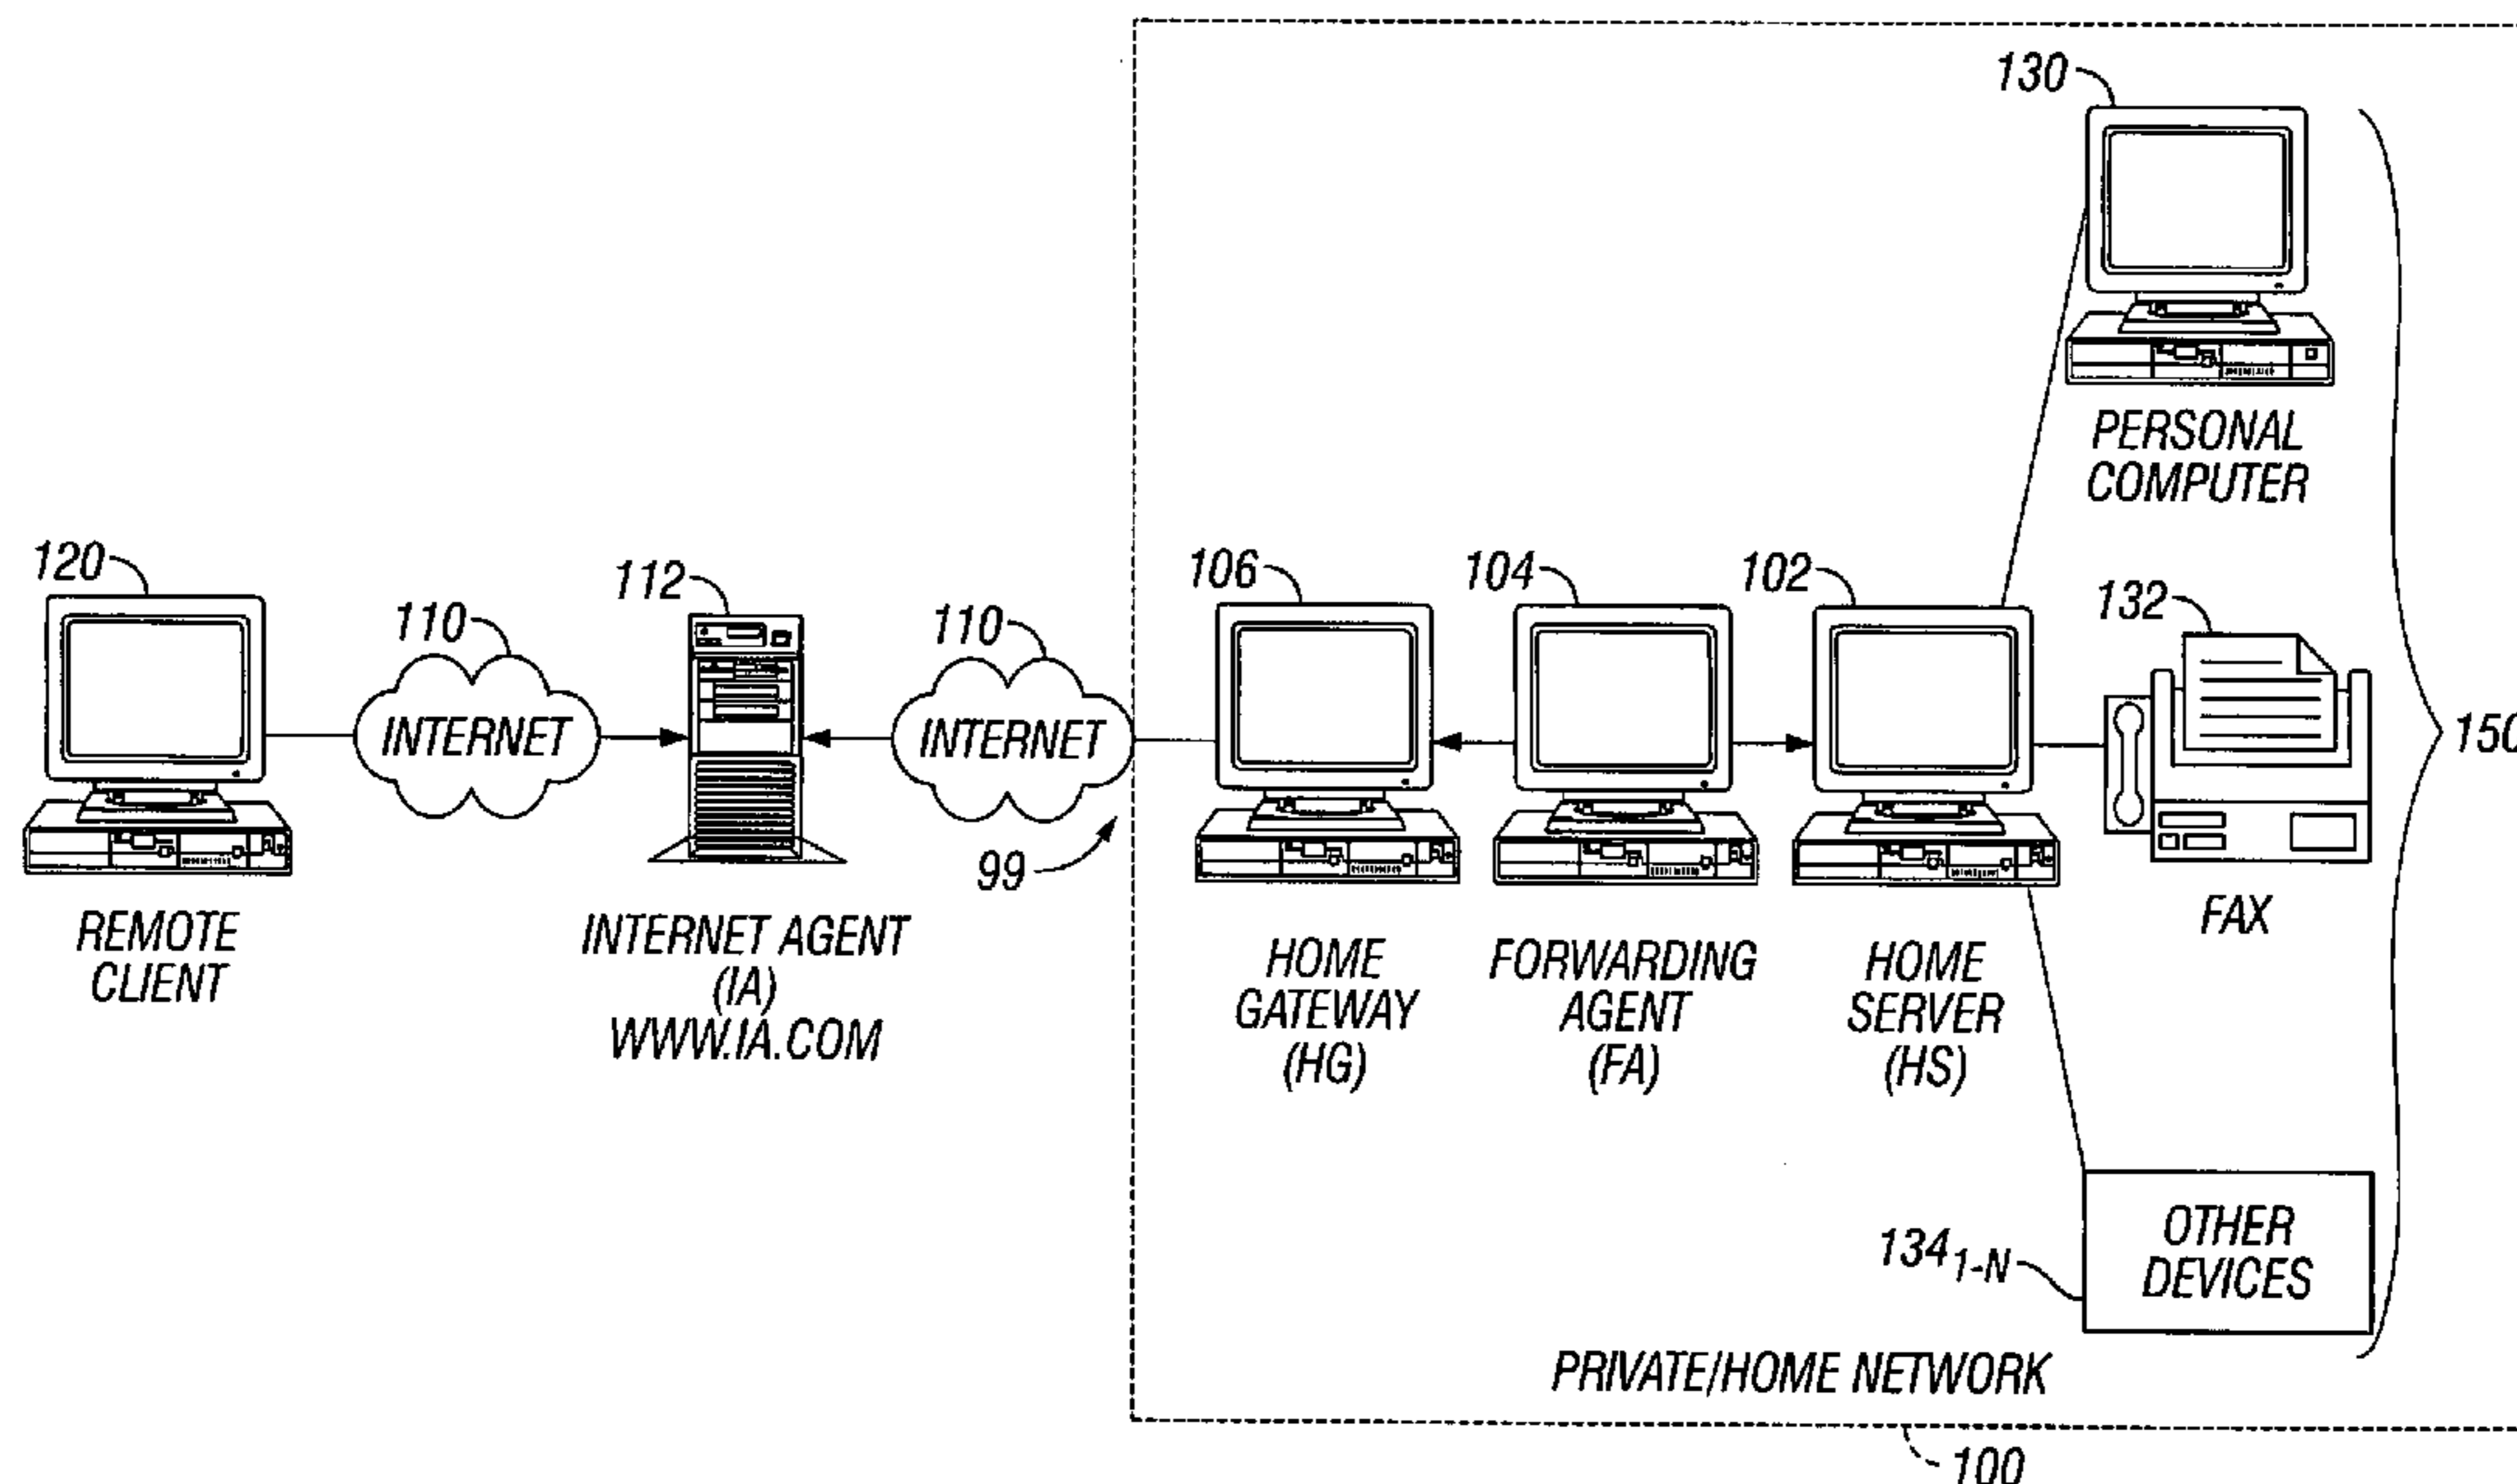 130
PERSONAL
COMPUTER
120
110
112
110
106
104
102
132
INTERNET
INTERNET
150
99
REMOTE
CLIENT
INTERNET AGENT
(IA)
WWW.IA.COM
HOME
GATEWAY
(HG)
FORWARDING
AGENT
(FA)
HOME
SERVER
(HS)
FAX
134 1-N
OTHER
DEVICES
PRIVATE/HOME NETWORK
100